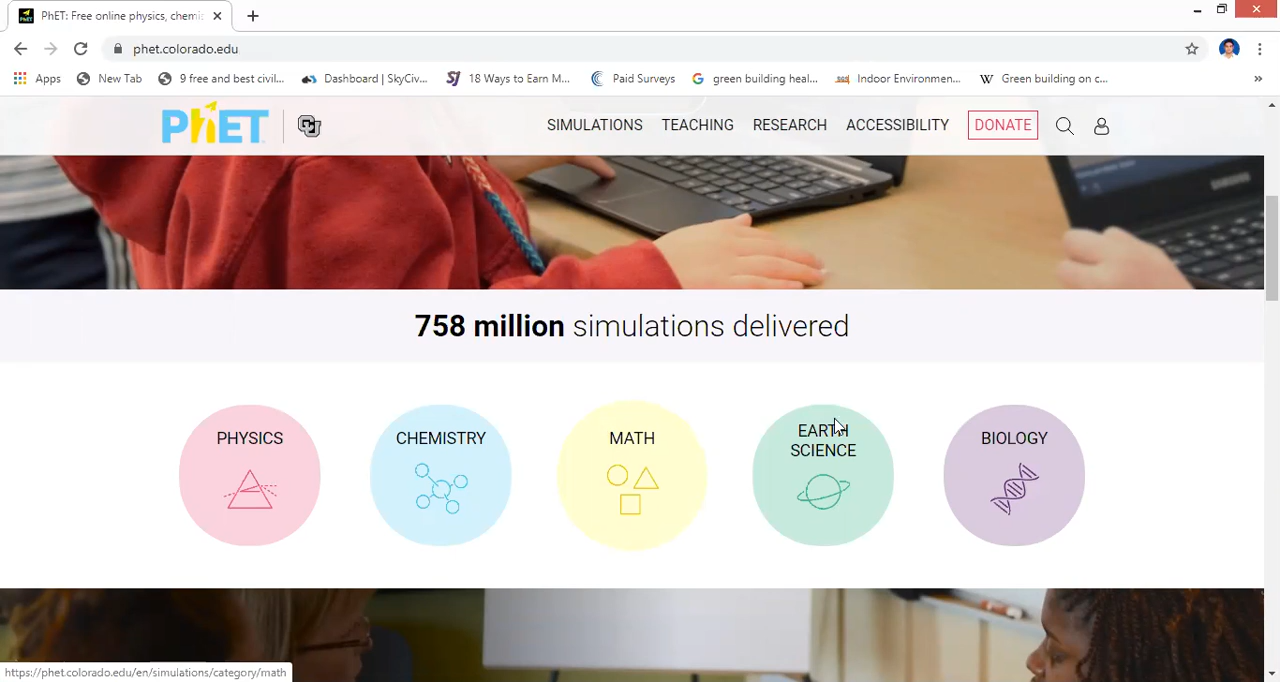 PhET: Free online physics, chemis
phet.colorado.edu
Apps
New Tab
9 free and best civil...
Dashboard | SkyCiv...
18 Ways to Earn M...
Paid Surveys
green building heal...
Indoor Environmen...
Green building on c...
PhET
SIMULATIONS
TEACHING
RESEARCH
ACCESSIBILITY
DONATE
758 million simulations delivered
PHYSICS
CHEMISTRY
MATH
EARTH
SCIENCE
BIOLOGY
https://phet.colorado.edu/en/simulations/category/math